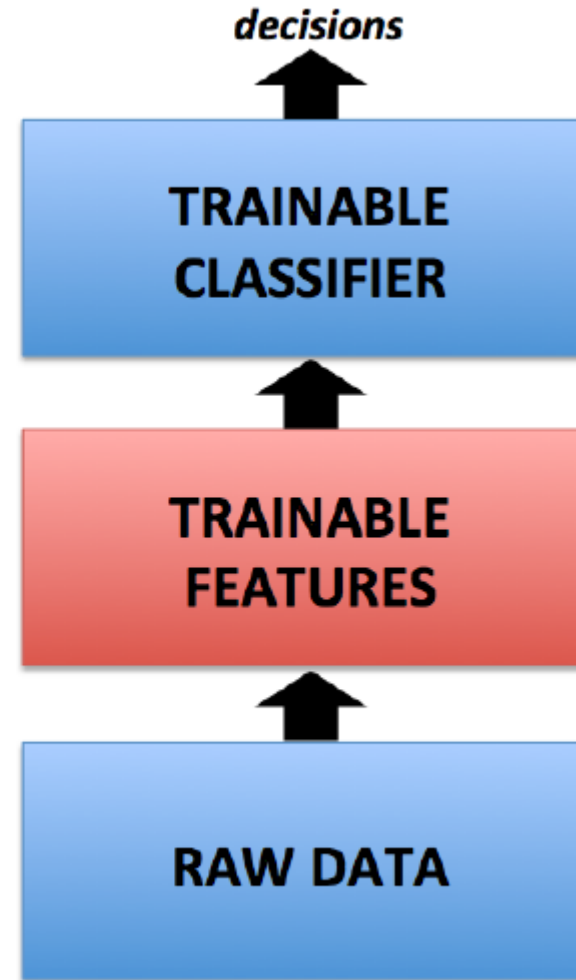 decisions
TRAINABLE
CLASSIFIER
TRAINABLE
FEATURES
RAW DATA